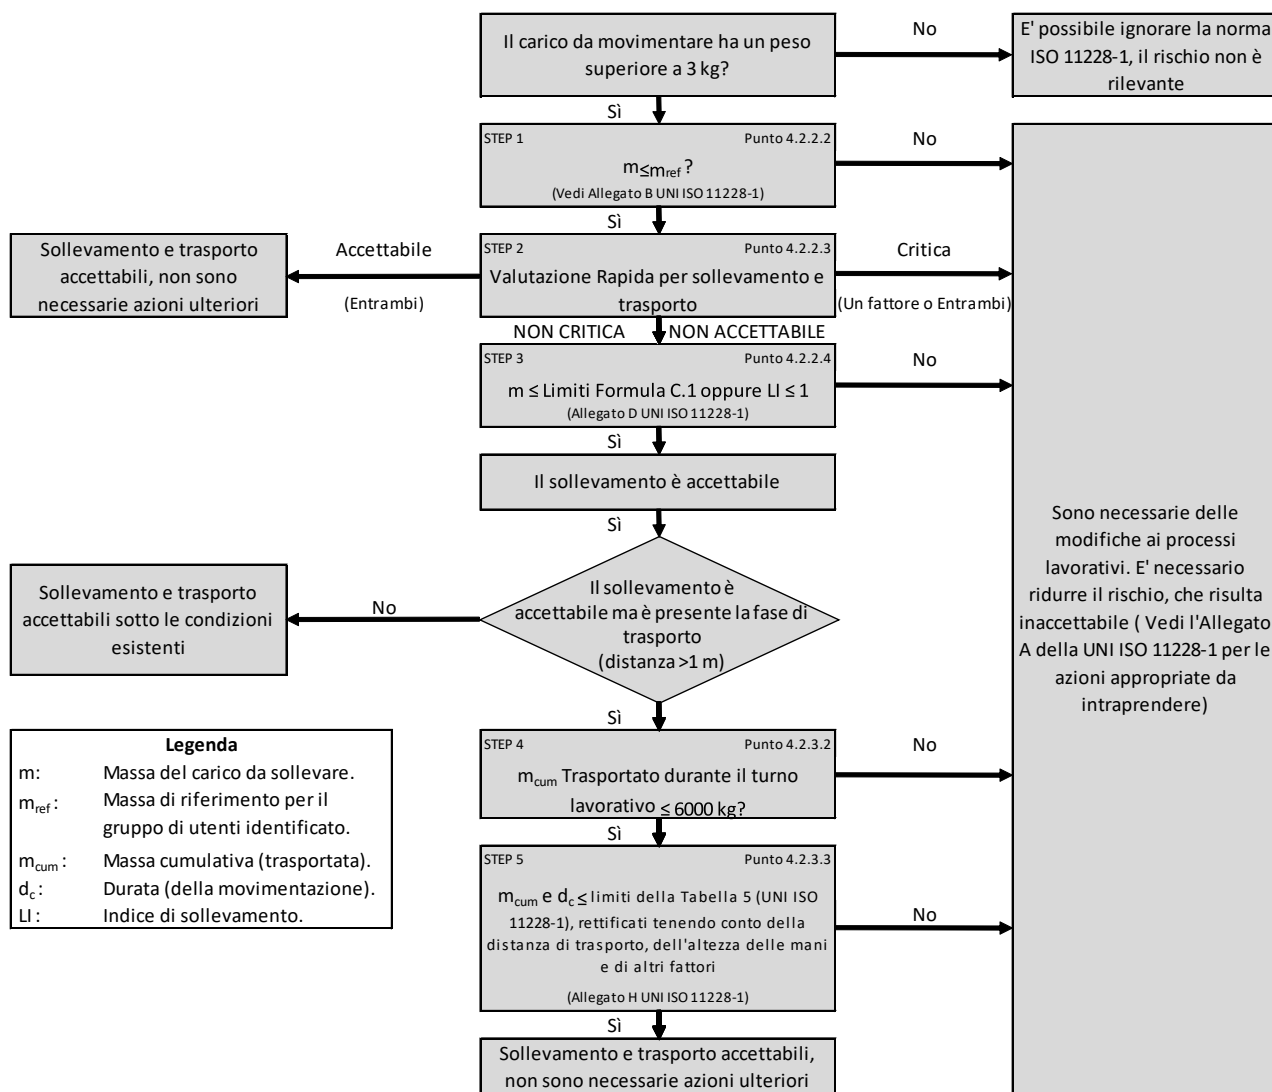 Il carico da movimentare ha un peso
superiore a 3 kg?
No
E' possibile ignorare la norma
ISO 11228-1, il rischio non è
rilevante
Sì
STEP 1 Punto 4.2.2.2
m≤mref ?
(Vedi Allegato B UNI ISO 11228-1)
No
Sì
Sollevamento e trasporto
accettabili, non sono
necessarie azioni ulteriori
Accettabile
(Entrambi)
STEP 2 Punto 4.2.2.3
Valutazione Rapida per sollevamento e
trasporto
Critica
(Un fattore o Entrambi)
NON CRITICA NON ACCETTABILE
STEP 3 Punto 4.2.2.4
m ≤ Limiti Formula C.1 oppure LI ≤ 1
(Allegato D UNI ISO 11228-1)
No
Sì
Il sollevamento è accettabile
Sì
Il sollevamento è
accettabile ma è presente la fase di
trasporto
(distanza >1 m)
No
Sollevamento e trasporto
accettabili sotto le condizioni
esistenti
Sono necessarie delle
modifiche ai processi
lavorativi. E' necessario
ridurre il rischio, che risulta
inaccettabile ( Vedi l'Allegato
A della UNI ISO 11228-1 per le
azioni appropriate da
intraprendere)
Sì
STEP 4 Punto 4.2.3.2
mcum Trasportato durante il turno
lavorativo ≤ 6000 kg?
No
Sì
STEP 5 Punto 4.2.3.3
mcum e dc ≤ limiti della Tabella 5 (UNI ISO
11228-1), rettificati tenendo conto della
distanza di trasporto, dell'altezza delle mani
e di altri fattori
(Allegato H UNI ISO 11228-1)
No
Sì
Sollevamento e trasporto accettabili,
non sono necessarie azioni ulteriori
Legenda
m: Massa del carico da sollevare.
mref : Massa di riferimento per il
gruppo di utenti identificato.
mcum : Massa cumulativa (trasportata).
dc : Durata (della movimentazione).
LI : Indice di sollevamento.